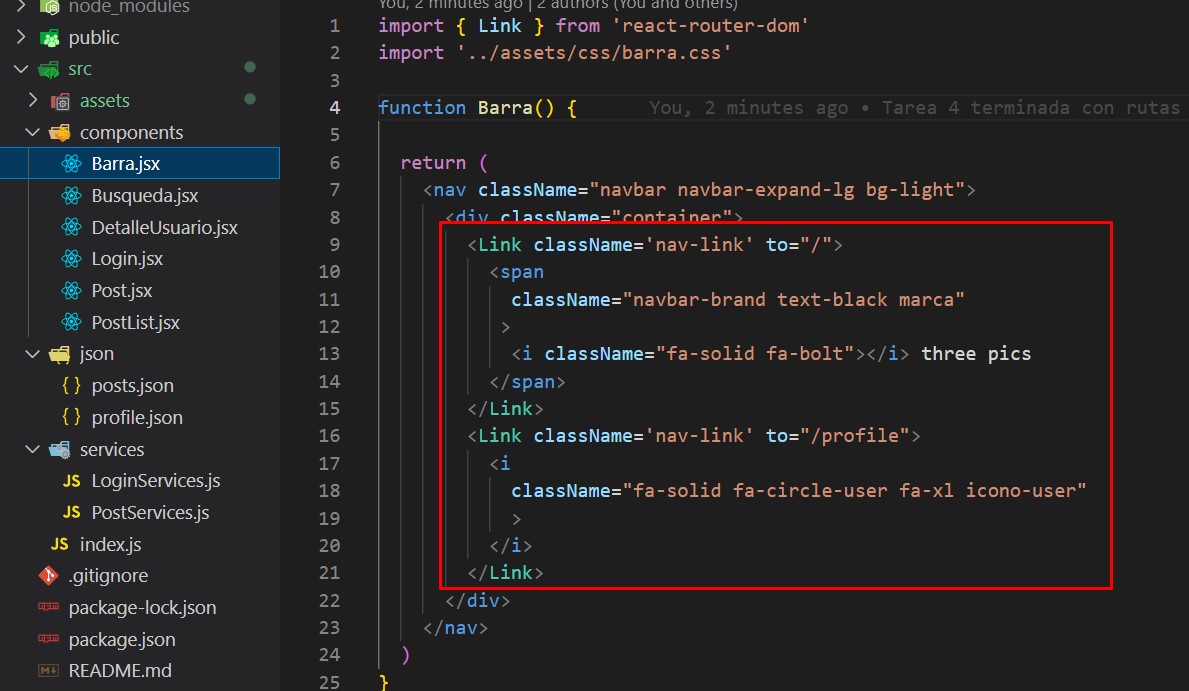 node_modules
public
src
assets
components
Barra.jsx
Busqueda.jsx
DetalleUsuario.jsx
Login.jsx
Post.jsx
PostList.jsx
json
{ } posts.json
{ } profile.json
services
JS LoginServices.js
JS PostServices.js
JS index.js
.gitignore
package-lock.json
package.json
README.md
You, 2 minutes ago | 2 authors (You and others)
1 import { Link } from 'react-router-dom'
2 import '../assets/css/barra.css'
3
4 function Barra() { You, 2 minutes ago • Tarea 4 terminada con rutas
5
6 return (
7 <nav className="navbar navbar-expand-lg bg-light">
8 <div className="container">
9 <Link className='nav-link' to="/">
10 <span
11 className="navbar-brand text-black marca"
12 >
13 <i className="fa-solid fa-bolt"></i> three pics
14 </span>
15 </Link>
16 <Link className='nav-link' to="/profile">
17 <i
18 className="fa-solid fa-circle-user fa-xl icono-user"
19 >
20 </i>
21 </Link>
22 </div>
23 </nav>
24 )
25 }